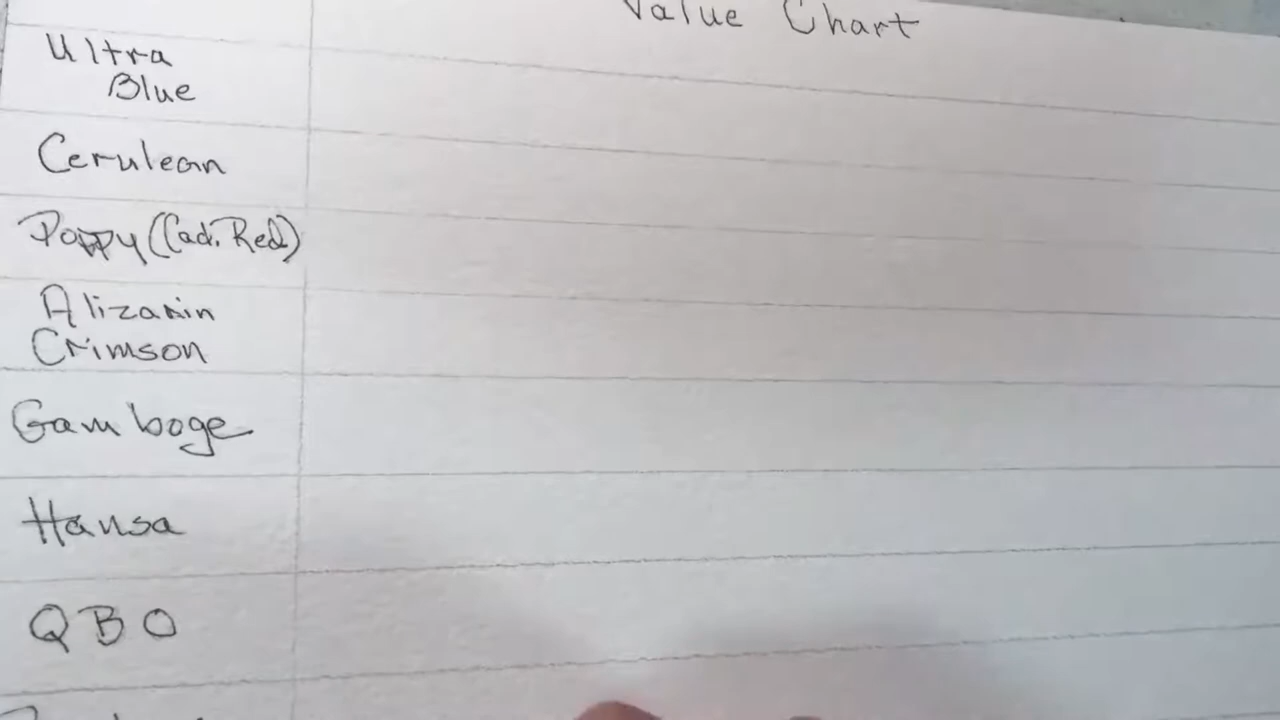 Value Chart
Ultra
Blue
Cerulean
Poppy (Cad. Red)
Alizarin
Crimson
Gamboge
Hansa
QBO